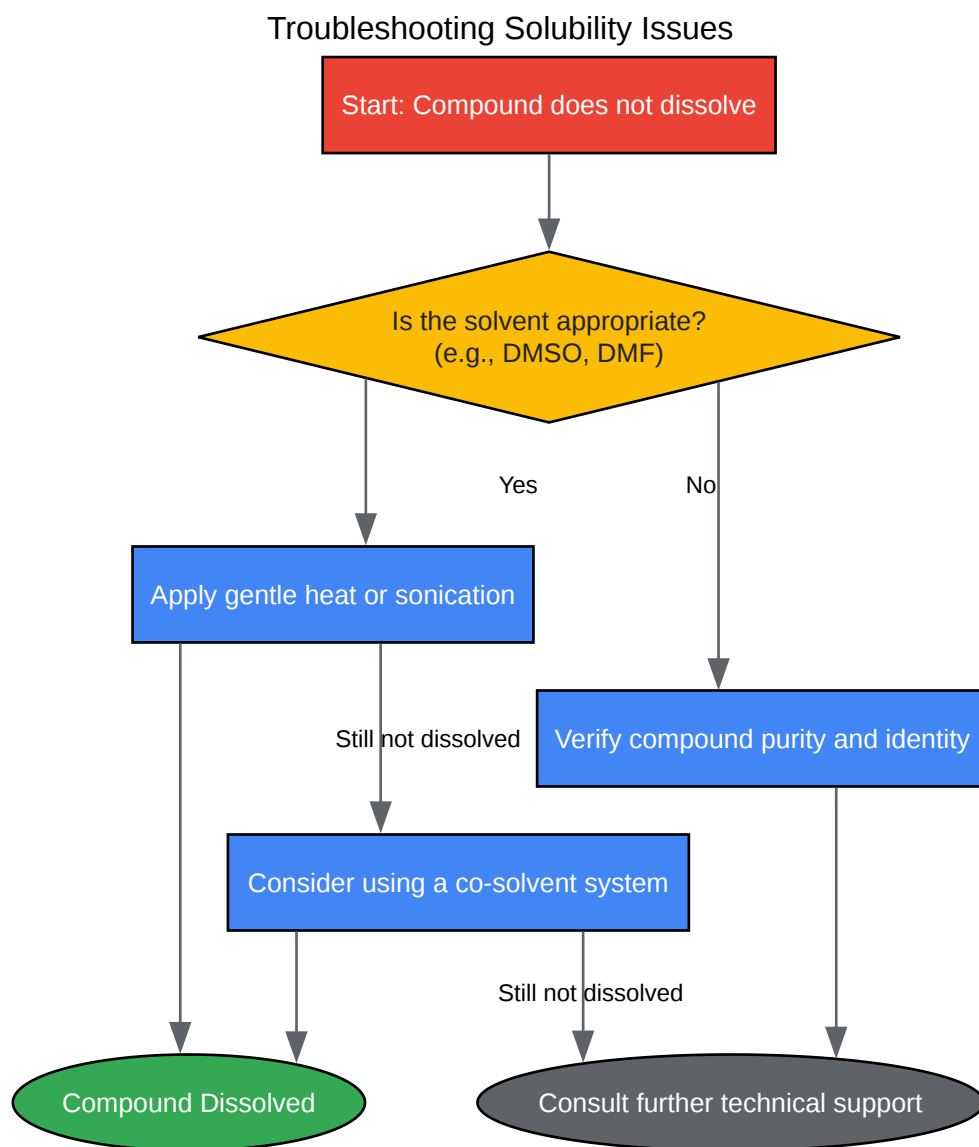 Troubleshooting Solubility Issues
Start: Compound does not dissolve
Is the solvent appropriate?
(e.g., DMSO, DMF)
Yes
No
Apply gentle heat or sonication
Still not dissolved
Verify compound purity and identity
Consider using a co-solvent system
Still not dissolved
Compound Dissolved
Consult further technical support